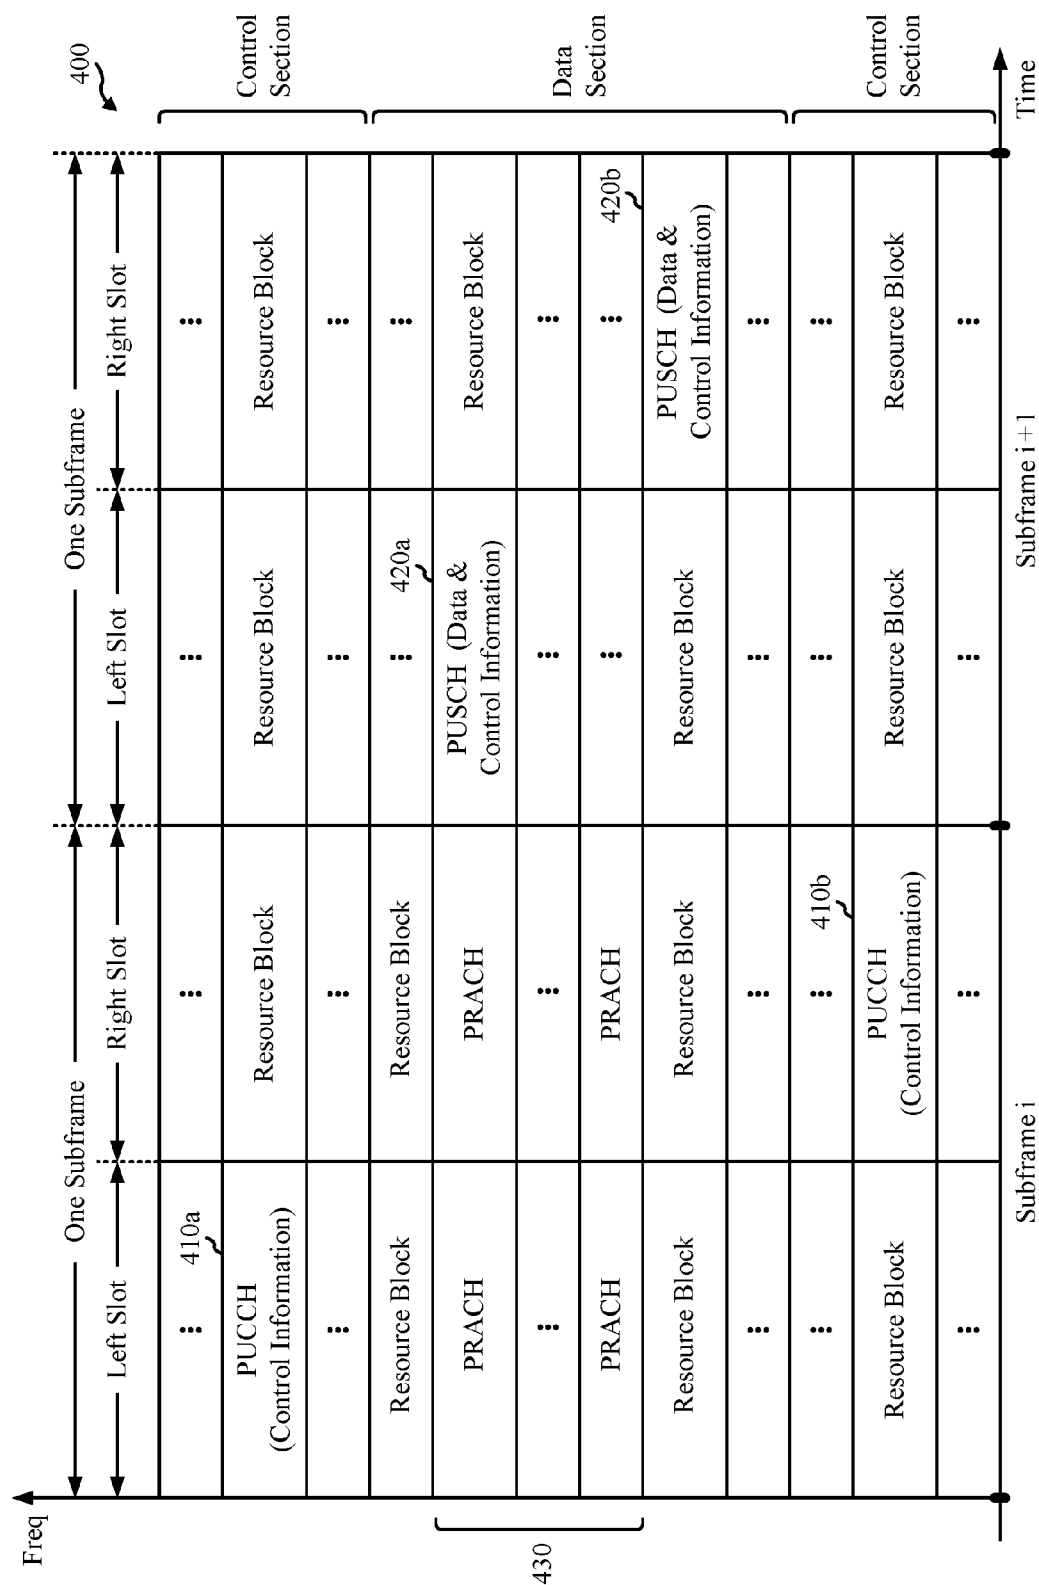 400
Freq
One Subframe
One Subframe
Left Slot
Right Slot
Left Slot
Right Slot
...
...
...
...
Control
Section
410a
PUCCH
(Control Information)
Resource Block
Resource Block
Resource Block
...
...
...
...
Data
Section
Resource Block
Resource Block
...
...
420a
430
PRACH
PRACH
PUSCH (Data &
Control Information)
Resource Block
...
...
...
...
PRACH
PRACH
...
...
420b
Resource Block
Resource Block
Resource Block
PUSCH (Data &
Control Information)
...
...
...
...
Control
Section
...
...
...
...
410b
Resource Block
PUCCH
(Control Information)
Resource Block
Resource Block
...
...
...
...
Subframe i
Subframe i+1
Time